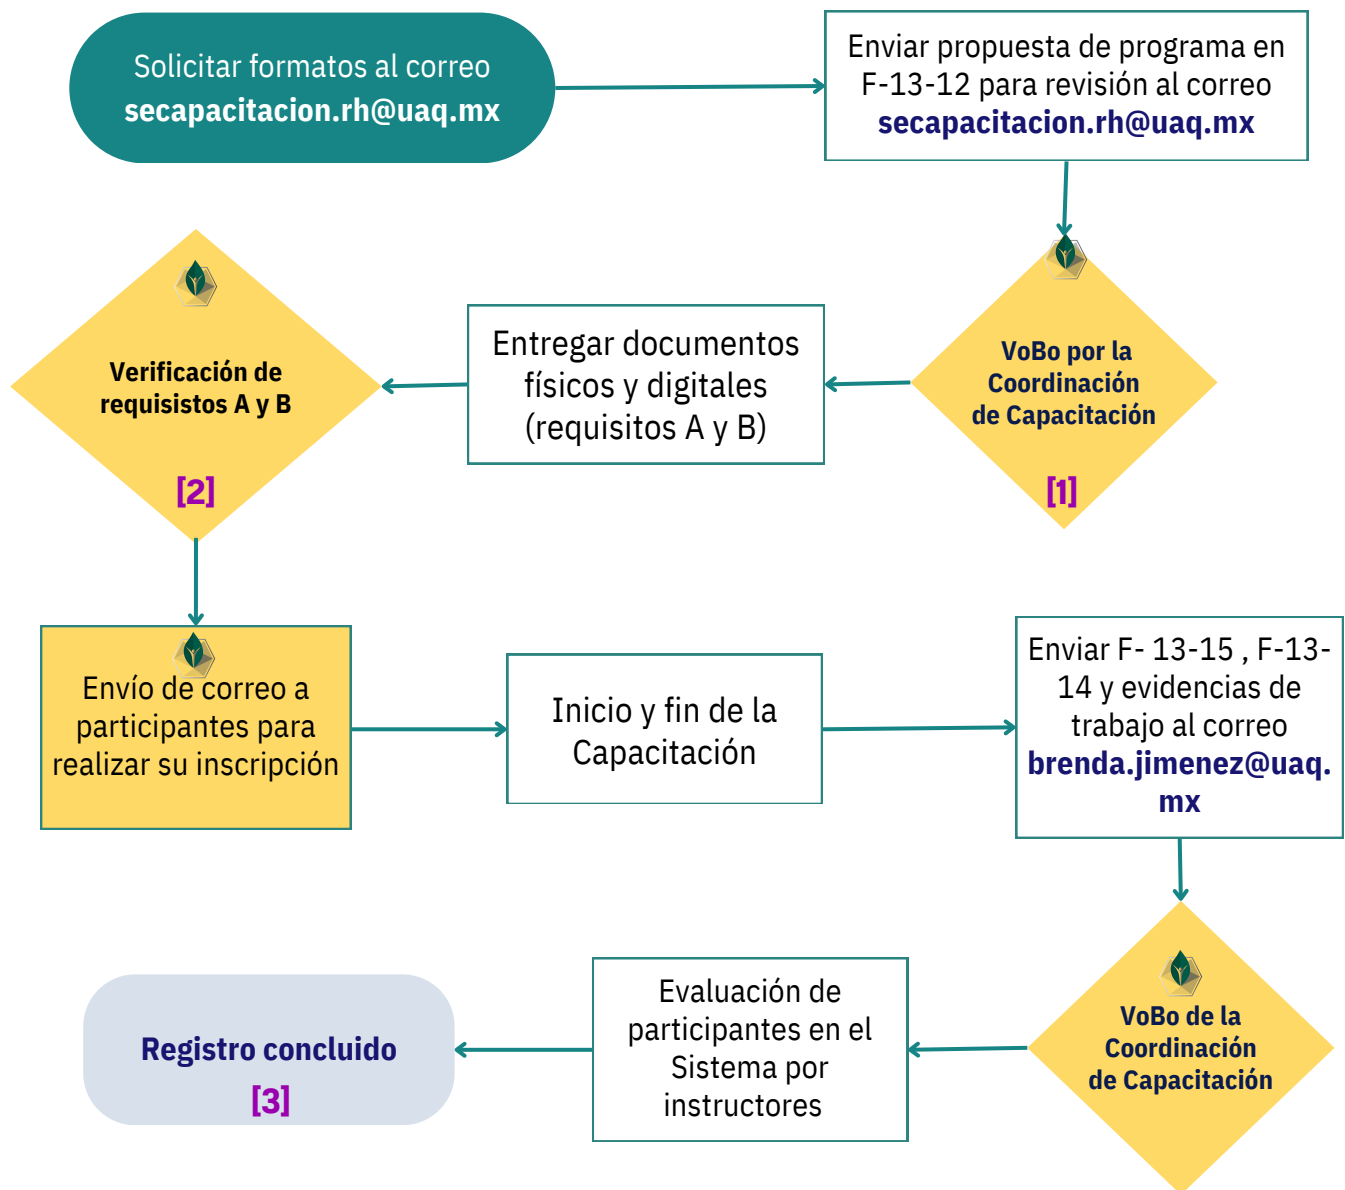 Solicitar formatos al correo
secapacitacion.rh@uaq.mx
Enviar propuesta de programa en
F-13-12 para revisión al correo
secapacitacion.rh@uaq.mx
VoBo por la
Coordinación
de Capacitación
[1]
Entregar documentos
físicos y digitales
(requisitos A y B)
Verificación de
requisistos A y B
[2]
Envío de correo a
participantes para
realizar su inscripción
Inicio y fin de la
Capacitación
Enviar F- 13-15 , F-13-
14 y evidencias de
trabajo al correo
brenda.jimenez@uaq.
mx
VoBo de la
Coordinación
de Capacitación
Evaluación de
participantes en el
Sistema por
instructores
Registro concluido
[3]